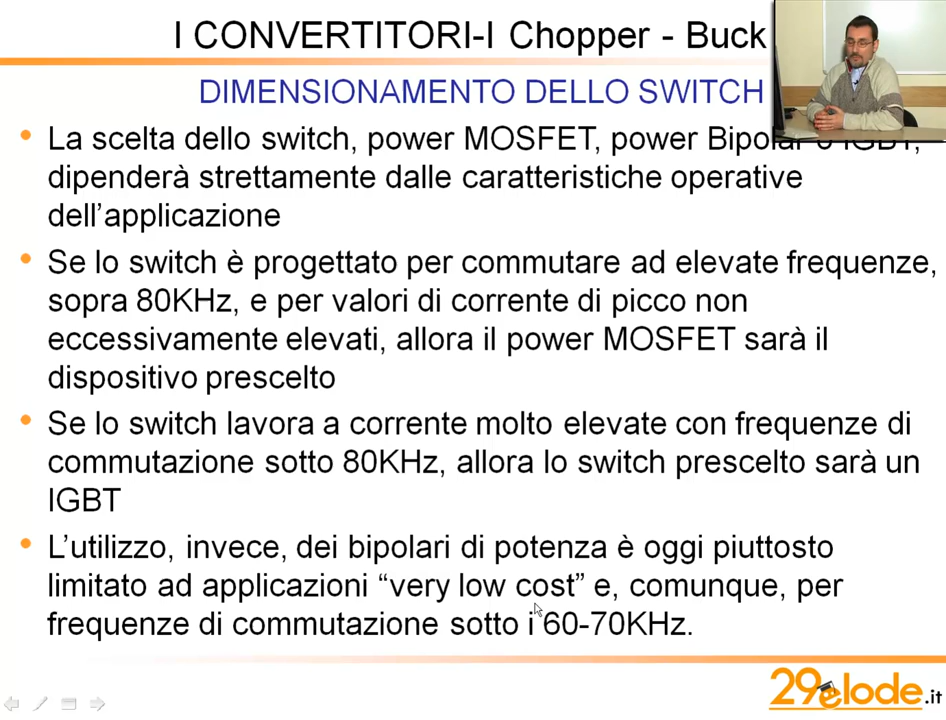 I CONVERTITORI-I Chopper - Buck
DIMENSIONAMENTO DELLO SWITCH
• La scelta dello switch, power MOSFET, power Bipolar o IGBT,
dipenderà strettamente dalle caratteristiche operative
dell’applicazione
• Se lo switch è progettato per commutare ad elevate frequenze,
sopra 80KHz, e per valori di corrente di picco non
eccessivamente elevati, allora il power MOSFET sarà il
dispositivo prescelto
• Se lo switch lavora a corrente molto elevate con frequenze di
commutazione sotto 80KHz, allora lo switch prescelto sarà un
IGBT
• L’utilizzo, invece, dei bipolari di potenza è oggi piuttosto
limitato ad applicazioni “very low cost” e, comunque, per
frequenze di commutazione sotto i 60-70KHz.
29elode.it